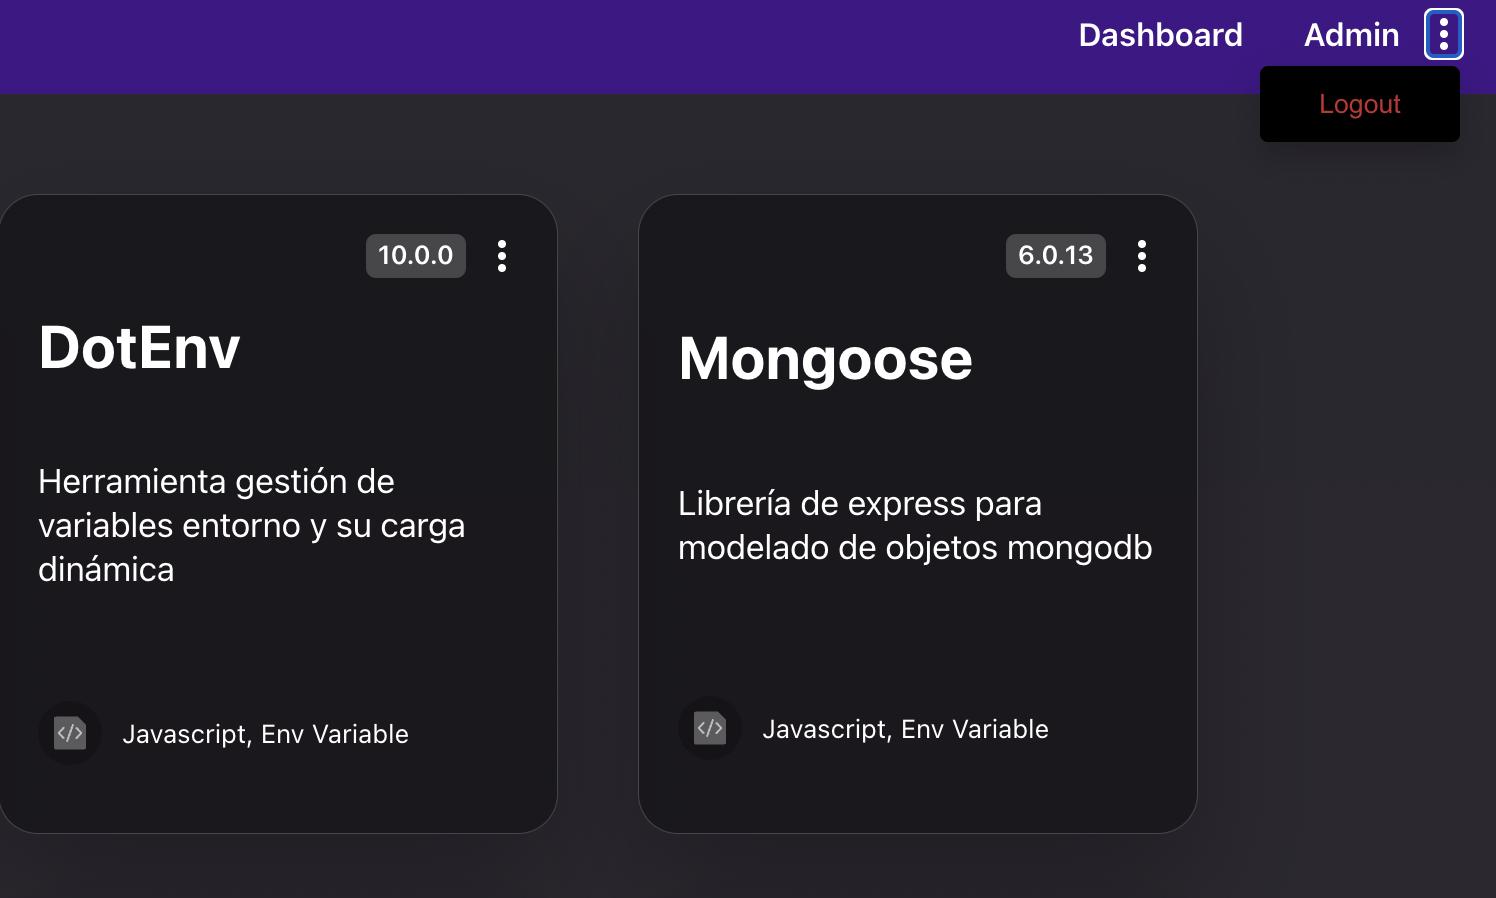 Dashboard
Admin
Logout
10.0.0
DotEnv
Herramienta gestión de
variables entorno y su carga
dinámica
</>
Javascript, Env Variable
6.0.13
Mongoose
Librería de express para
modelado de objetos mongodb
</>
Javascript, Env Variable